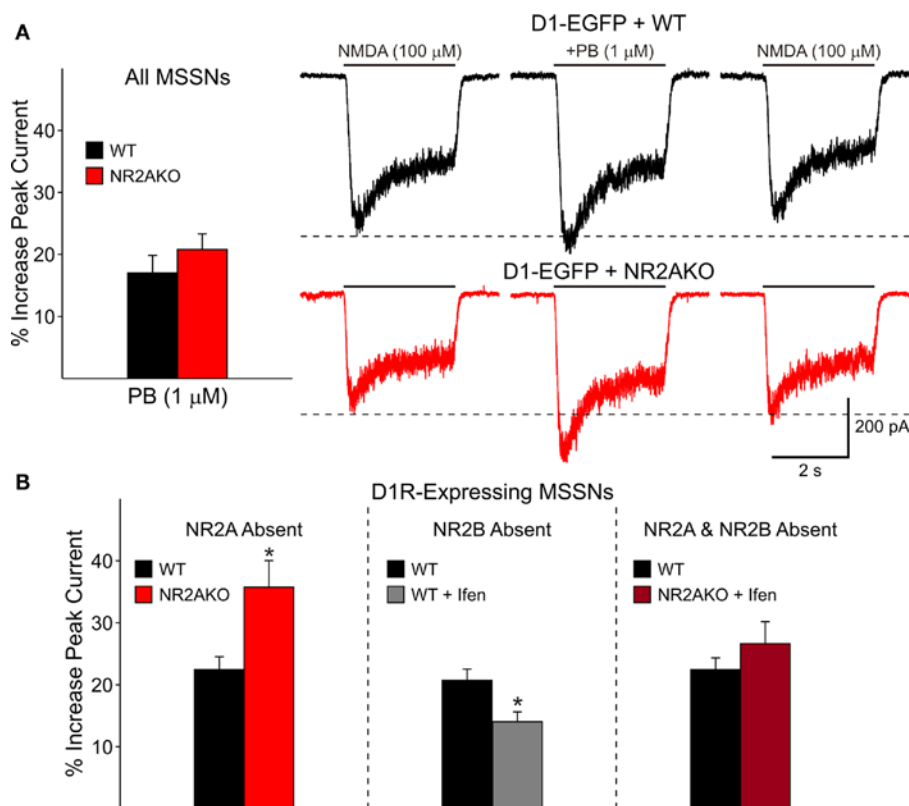 A
D1-EGFP + WT
All MSSNs
NMDA (100 μM)
+PB (1 μM)
NMDA (100 μM)
WT
NR2AKO
% Increase Peak Current
40
30
20
10
PB (1 μM)
D1-EGFP + NR2AKO
200 pA
2 s
B
D1R-Expressing MSSNs
NR2A Absent
NR2B Absent
NR2A & NR2B Absent
WT
NR2AKO
*
WT
WT + Ifen
*
WT
NR2AKO + Ifen
% Increase Peak Current
40
30
20
10